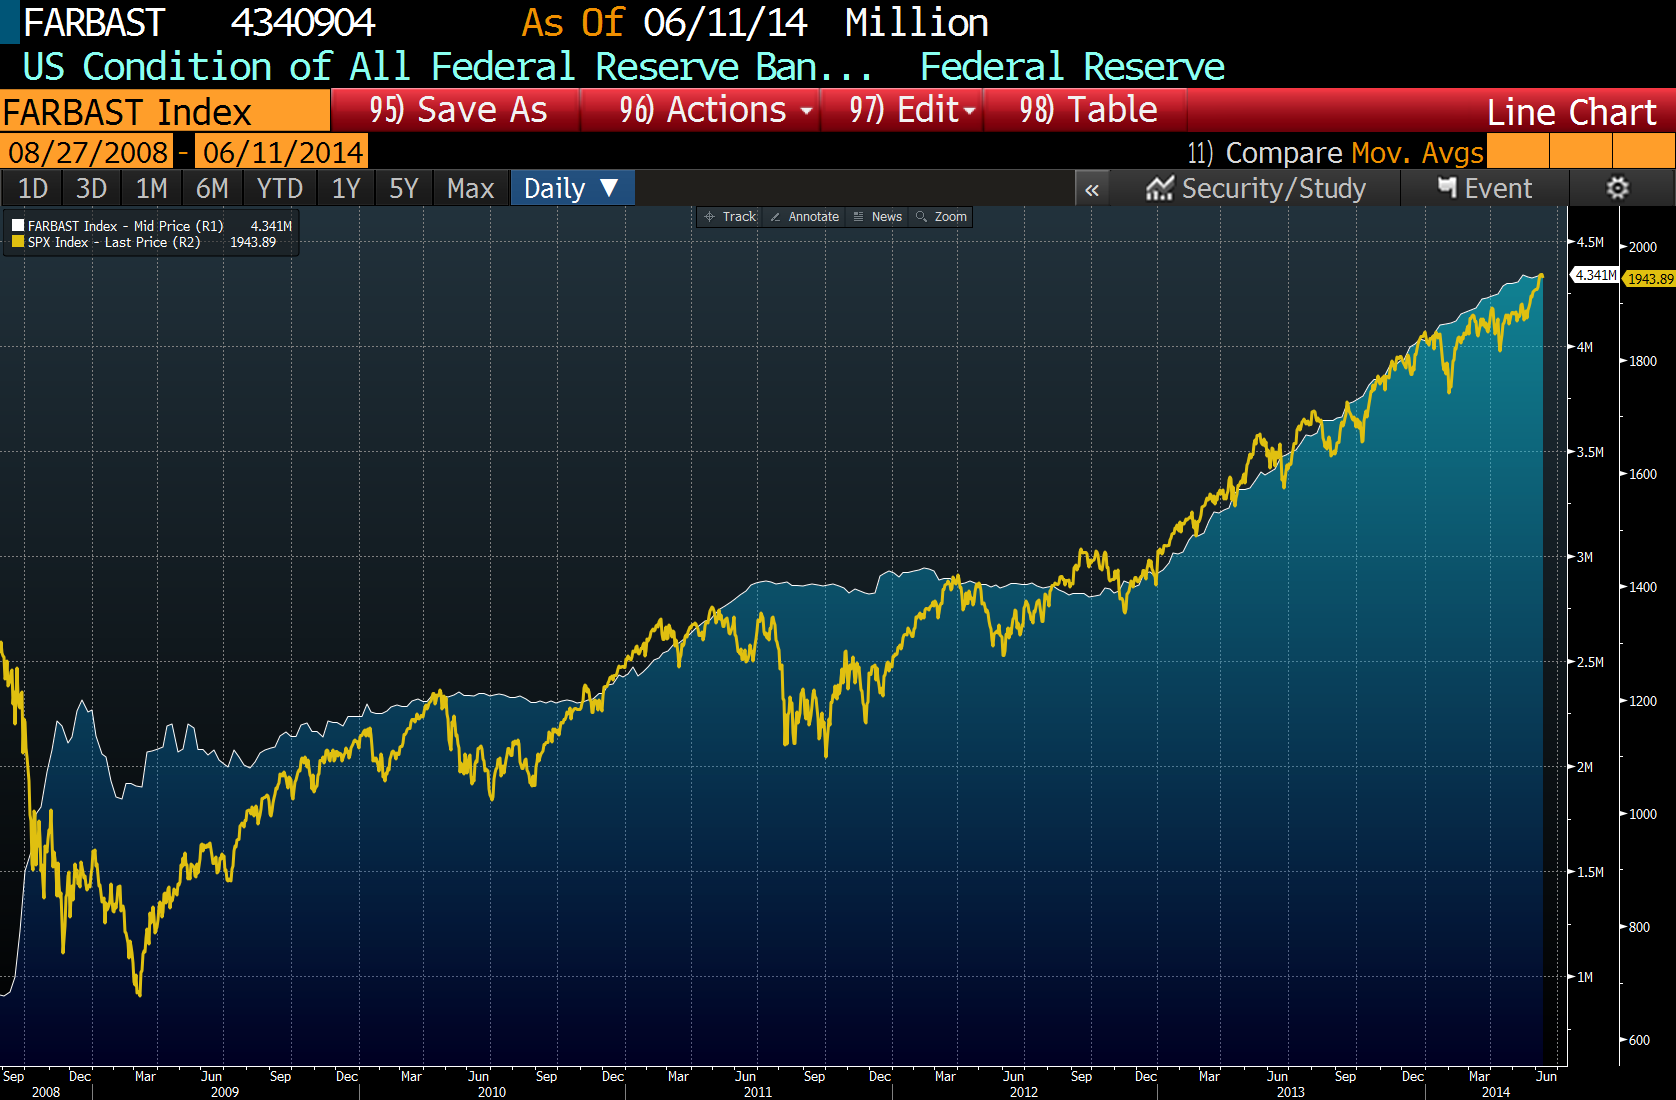 FARBAST 4340904 As Of 06/11/14 Million
US Condition of All Federal Reserve Ban... Federal Reserve
FARBAST Index 95) Save As 96) Actions 97) Edit 98) Table Line Chart
08/27/2008 - 06/11/2014 11) Compare Mov. Avgs
1D 3D 1M 6M YTD 1Y 5Y Max Daily ▼ « Security/Study Event
Track Annotate News Zoom
FARBAST Index - Mid Price (R1) 4.341M
SPX Index - Last Price (R2) 1943.89
4.5M
2000
4.341M
1943.89
4M
1800
3.5M
1600
3M
1400
2.5M
1200
2M
1000
1.5M
800
1M
600
Sep Dec Mar Jun Sep Dec Mar Jun Sep Dec Mar Jun Sep Dec Mar Jun Sep Dec Mar Jun Sep Dec Mar Jun
2008 2009 2010 2011 2012 2013 2014